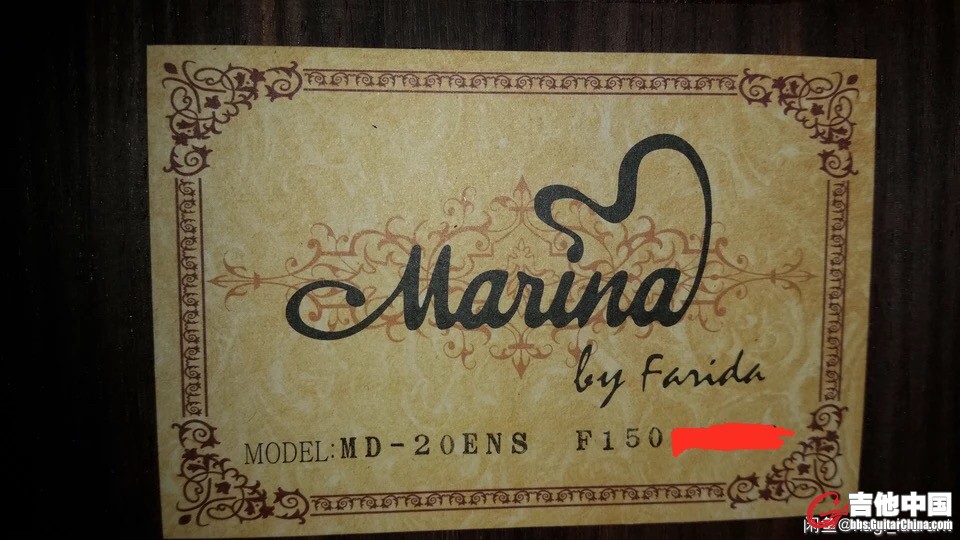 Marina
by Farida
MODEL:MD-20ENS F150
吉他中国
bbs.GuitarChina.com